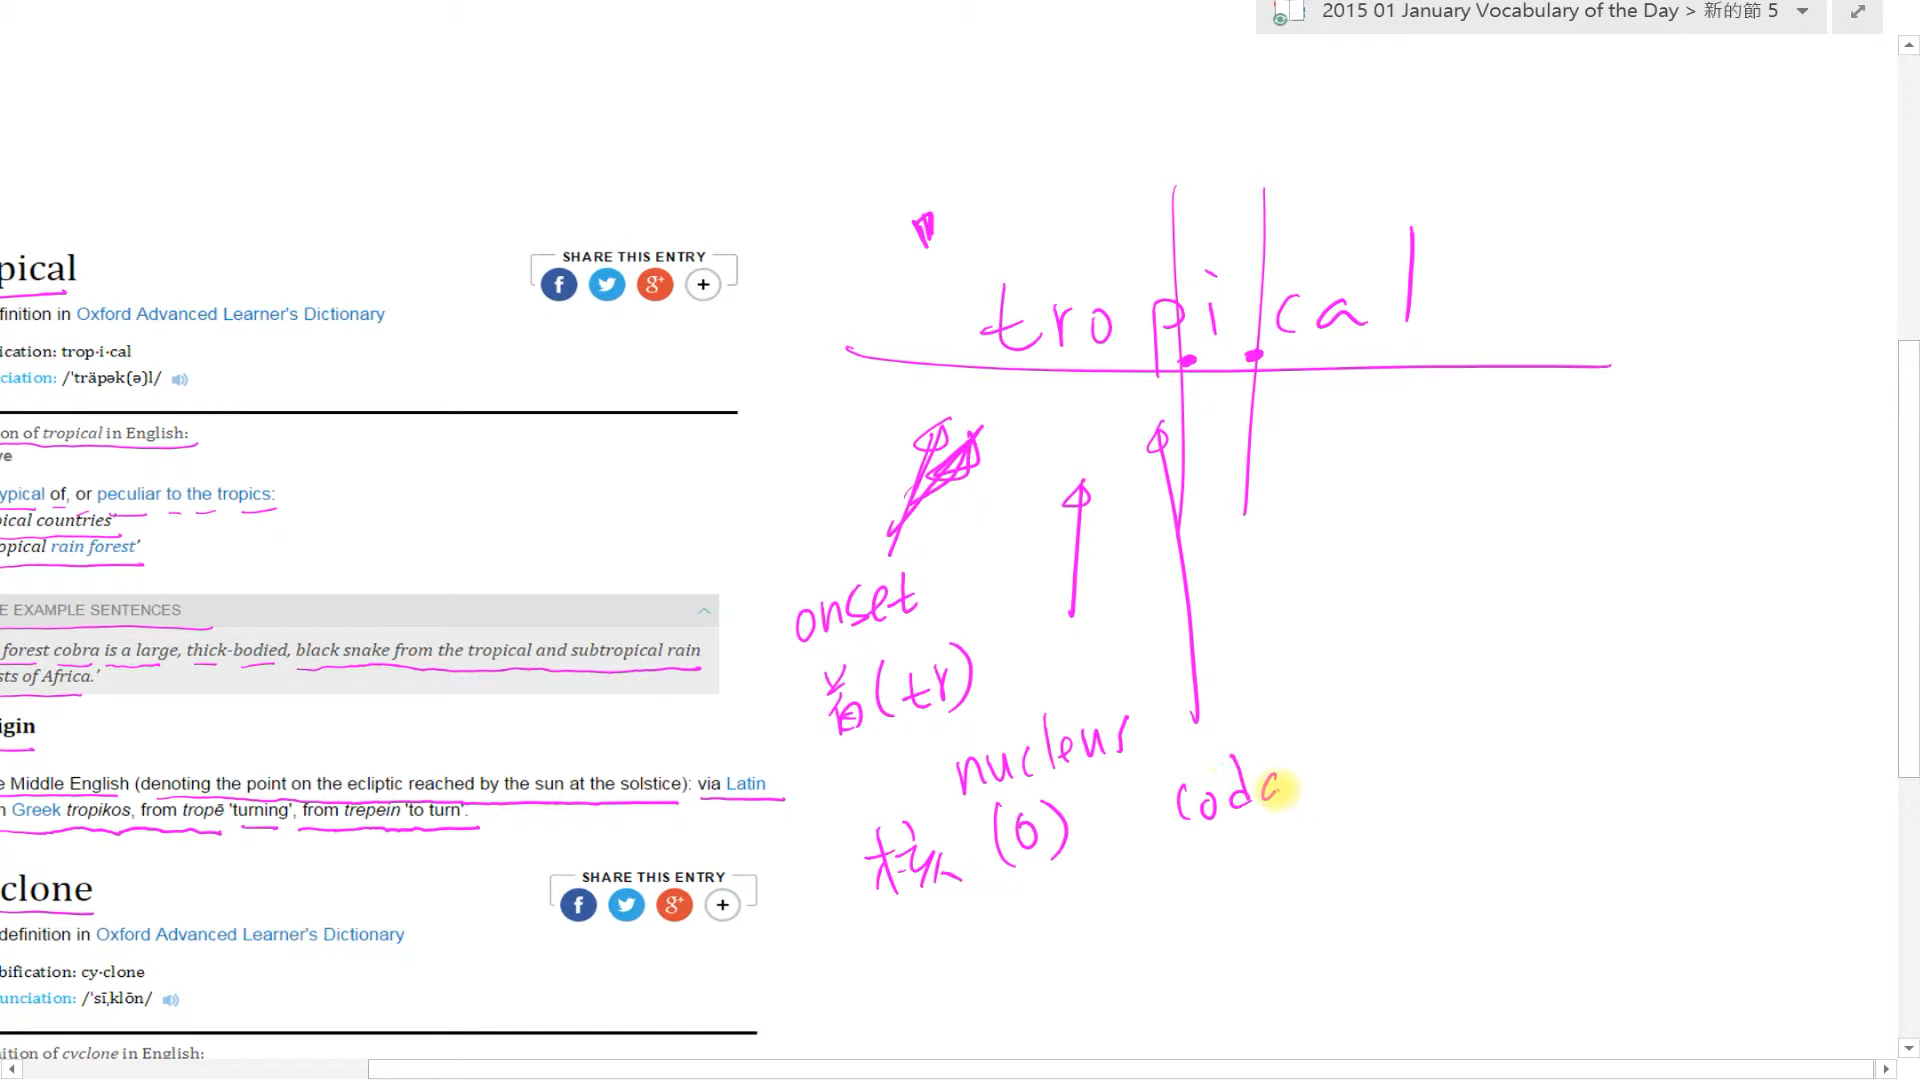 2015 01 January Vocabulary of the Day > 新的節 5
pical
SHARE THIS ENTRY
finition in Oxford Advanced Learner's Dictionary
ication: trop·i·cal
ciation: /ˈträpək(ə)l/
on of tropical in English:
ve
ypical of, or peculiar to the tropics:
pical countries’
opical rain forest’
E EXAMPLE SENTENCES
forest cobra is a large, thick-bodied, black snake from the tropical and subtropical rain
sts of Africa.’
igin
e Middle English (denoting the point on the ecliptic reached by the sun at the solstice): via Latin
n Greek tropikos, from tropē 'turning', from trepein 'to turn'.
clone
SHARE THIS ENTRY
definition in Oxford Advanced Learner's Dictionary
bification: cy·clone
unciation: /ˈsīˌklōn/
ition of cyclone in English:
tropical
onset
首(tr)
nucleus
核 (o)
coda